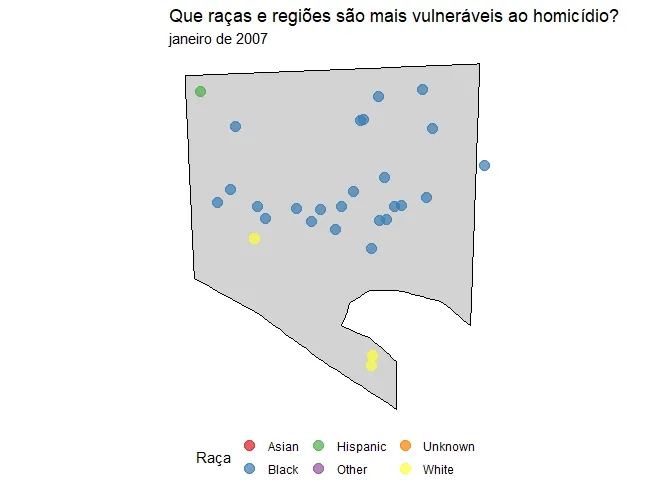 Que raças e regiões são mais vulneráveis ao homicídio?
janeiro de 2007
Raça
Asian
Hispanic
Unknown
Black
Other
White